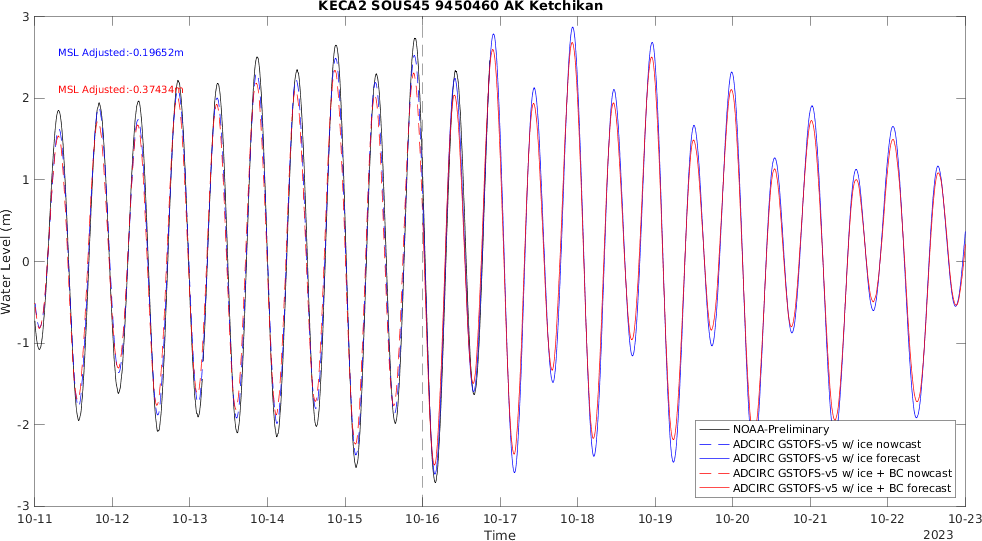 KECA2 SOUS45 9450460 AK Ketchikan
MSL Adjusted:-0.19652m
MSL Adjusted:-0.37434m
Water Level (m)
3
2
1
0
-1
-2
-3
NOAA-Preliminary
ADCIRC GSTOFS-v5 w/ ice nowcast
ADCIRC GSTOFS-v5 w/ ice forecast
ADCIRC GSTOFS-v5 w/ ice + BC nowcast
ADCIRC GSTOFS-v5 w/ ice + BC forecast
10-11 10-12 10-13 10-14 10-15 10-16 10-17 10-18 10-19 10-20 10-21 10-22 10-23
Time
2023